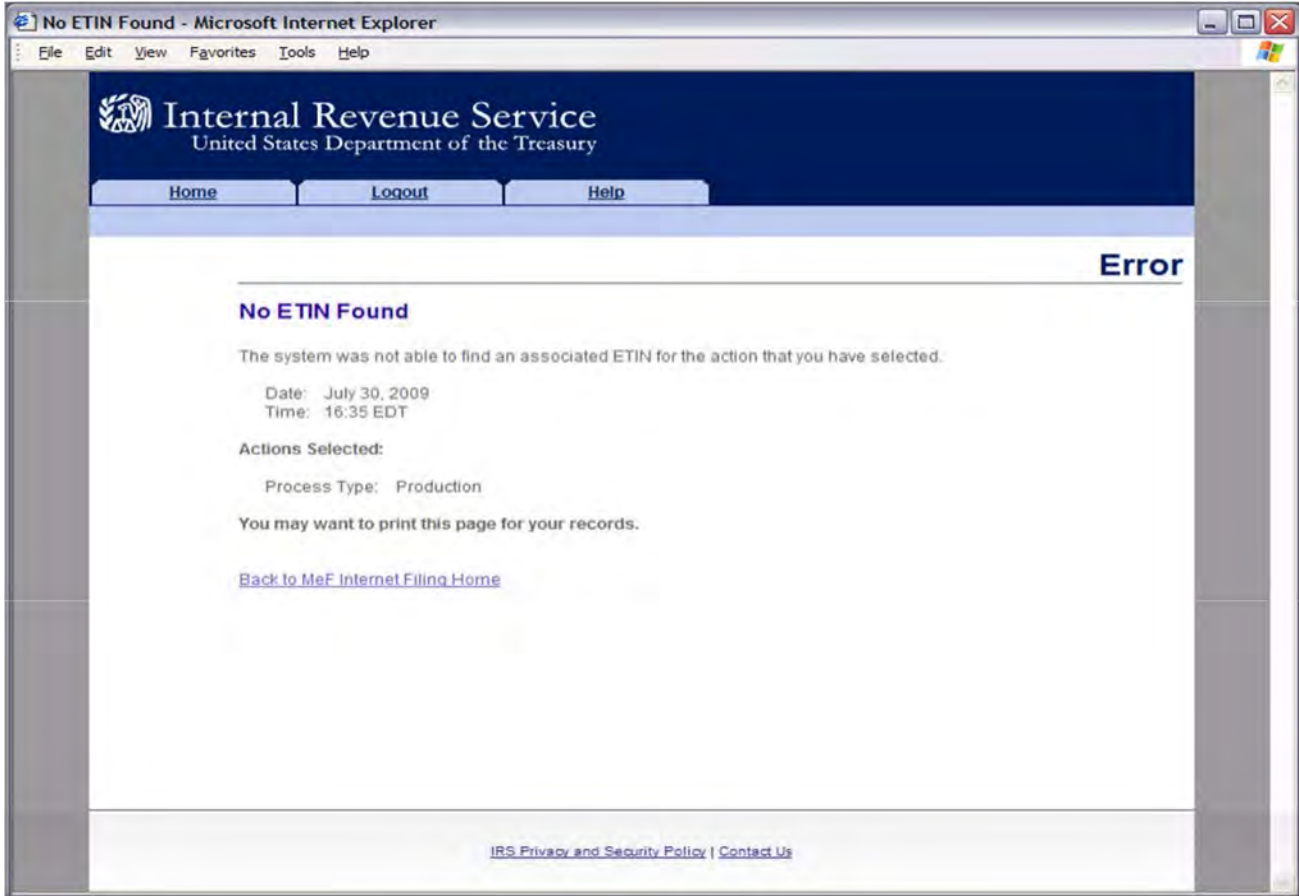 No ETIN Found - Microsoft Internet Explorer
File Edit View Favorites Tools Help
Internal Revenue Service
United States Department of the Treasury
Home Logout Help
Error
No ETIN Found
The system was not able to find an associated ETIN for the action that you have selected.
Date: July 30, 2009
Time: 16:35 EDT
Actions Selected:
Process Type: Production
You may want to print this page for your records.
Back to MeF Internet Filing Home
IRS Privacy and Security Policy | Contact Us